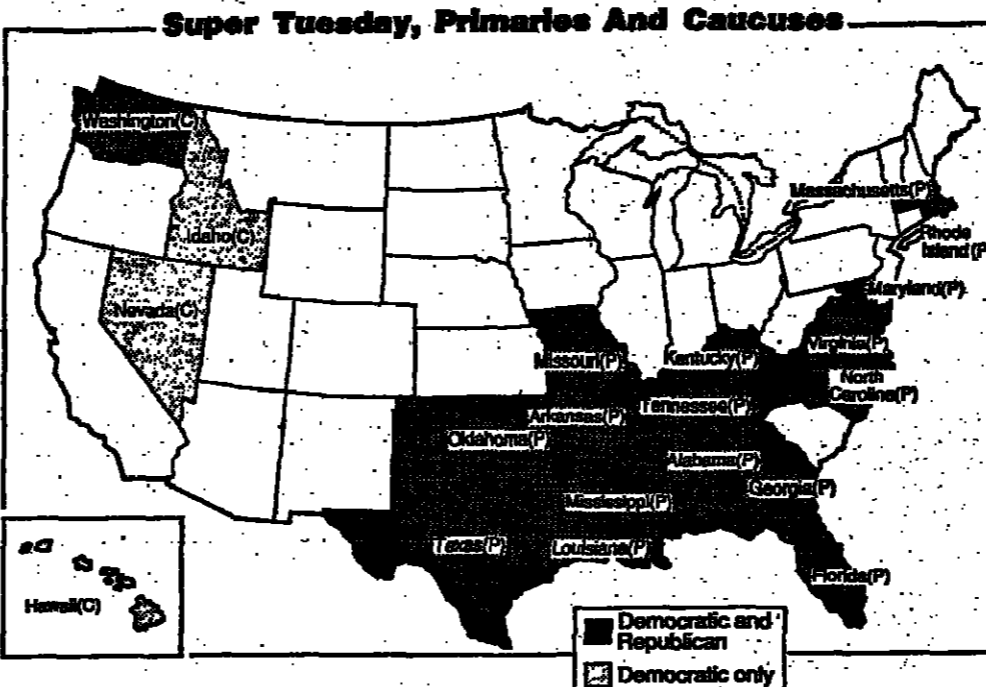 Super Tuesday, Primaries And Caucuses
Washington(C)
Massachusetts(P)
Idaho(C)
Rhode
Island(P
Maryland(P)
Nevada(C)
Virginia(P)
Missouri(P)
Kentucky(P)
North
Carolina(P)
Tennessee(P)
Arkansas(P)
Oklahoma(P)
Alabama(P)
Georgia(P)
Mississippi(P)
Texas(P)
Louisiana(P)
Florida(P)
Hawaii(C)
Democratic and
Republican
Democratic only